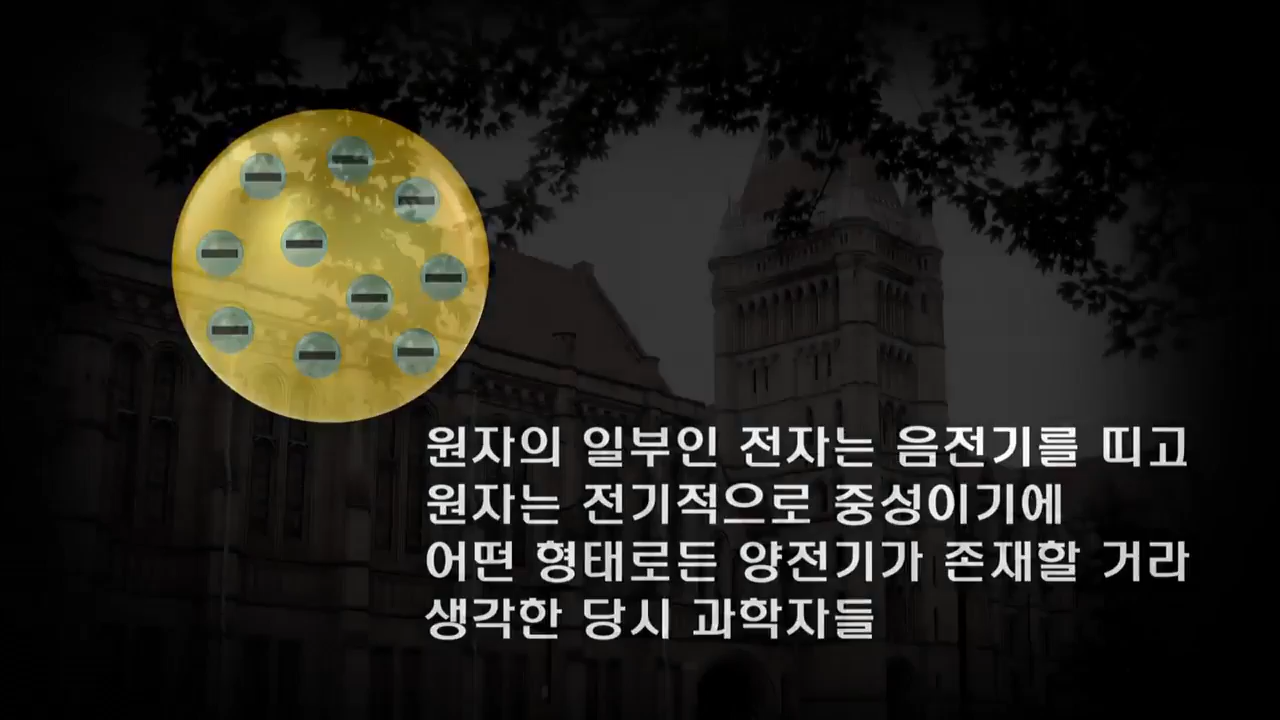 원자의 일부인 전자는 음전기를 띠고
원자는 전기적으로 중성이기에
어떤 형태로든 양전기가 존재할 거라
생각한 당시 과학자들